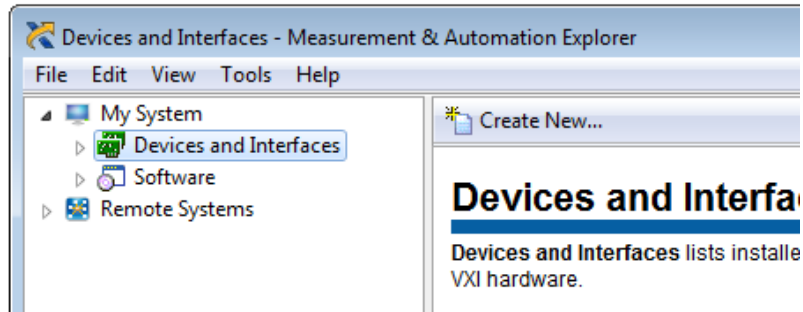 Devices and Interfaces - Measurement & Automation Explorer
File Edit View Tools Help
My System
Devices and Interfaces
Software
Remote Systems
Create New...
Devices and Interfa
Devices and Interfaces lists installe
VXI hardware.